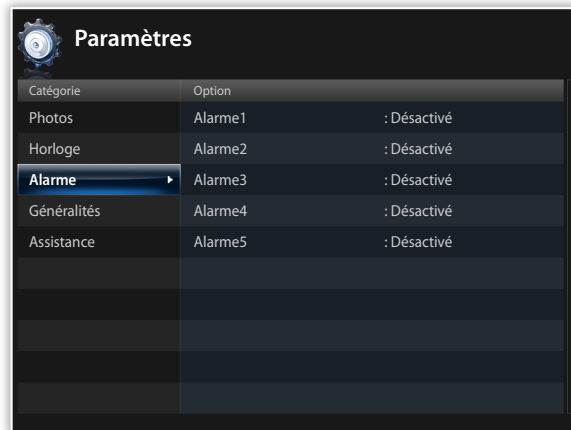 Paramètres
Catégorie Option
Photos Alarme1 : Désactivé
Horloge Alarme2 : Désactivé
Alarme Alarme3 : Désactivé
Généralités Alarme4 : Désactivé
Assistance Alarme5 : Désactivé